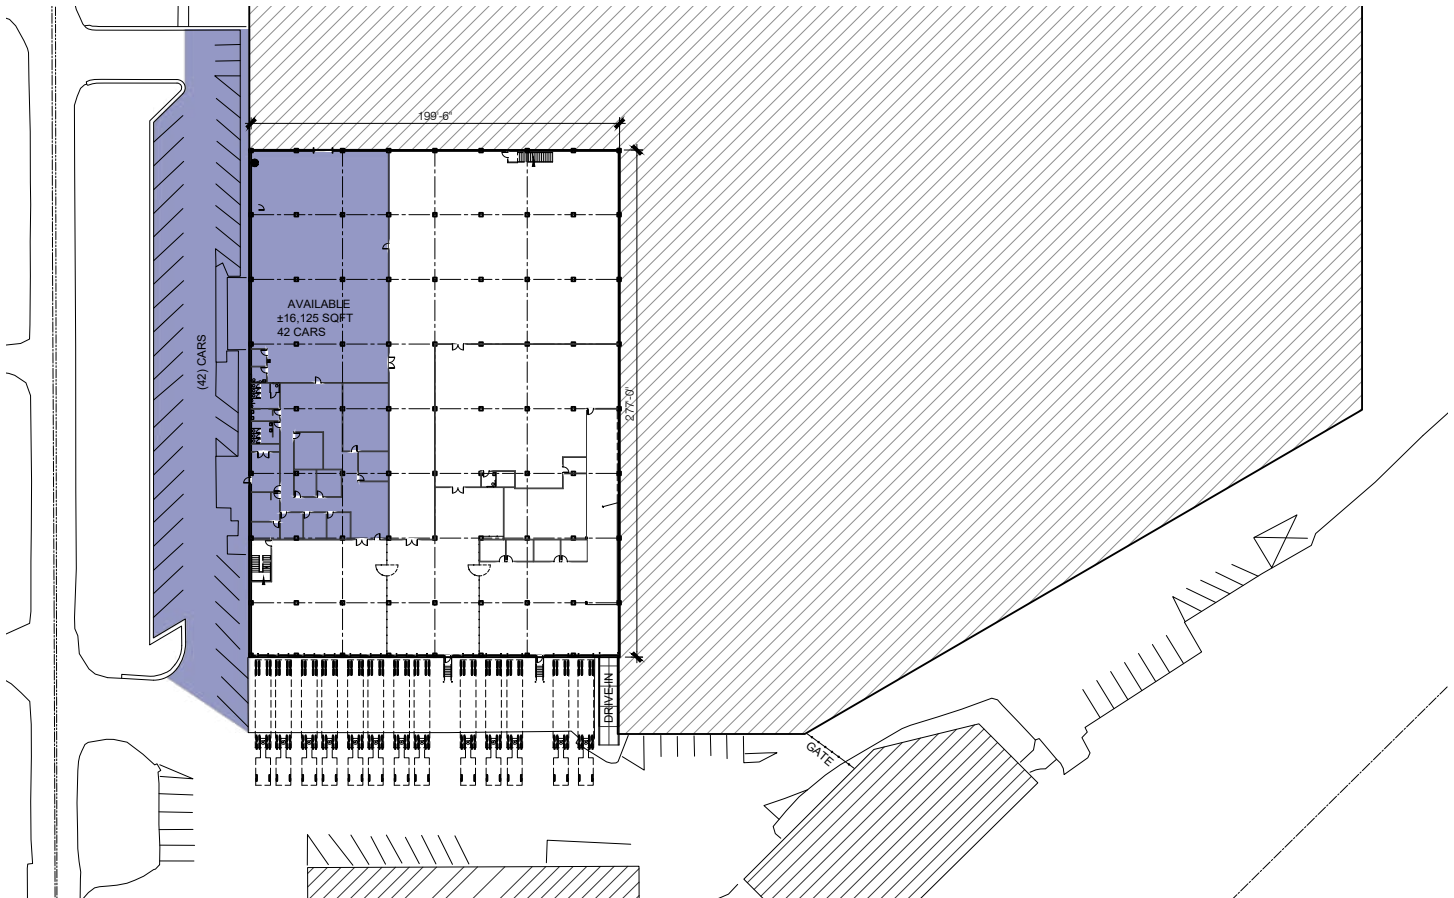 199'-6"
AVAILABLE
±16,125 SQFT
42 CARS
(42) CARS
277'-0"
DRIVE-IN
GATE